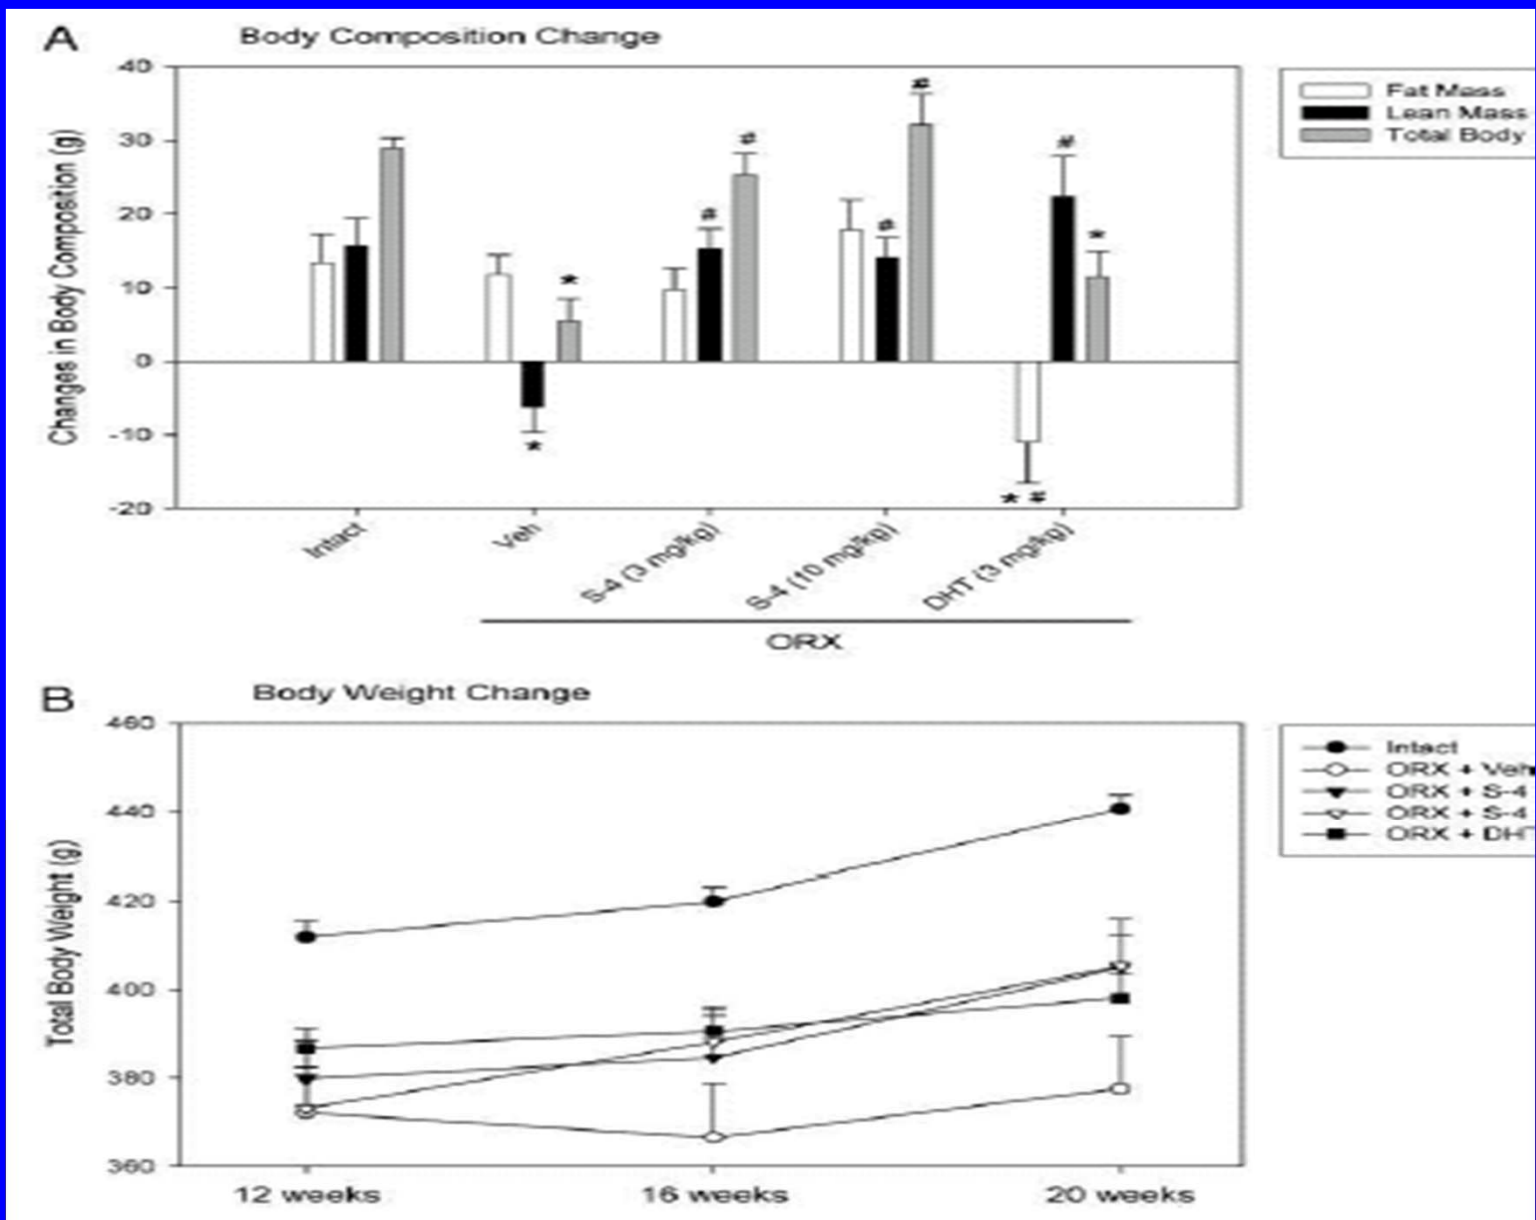 A
Body Composition Change
Changes in Body Composition (g)
40
30
20
10
0
-10
-20
# # # # # * * * * #
Fat Mass
Lean Mass
Total Body
Intact
Veh
S-4 (3 mg/kg)
S-4 (10 mg/kg)
DHT (3 mg/kg)
ORX
B
Body Weight Change
Total Body Weight (g)
460
440
420
400
380
360
Intact
ORX + Veh
ORX + S-4
ORX + S-4
ORX + DHT
12 weeks
16 weeks
20 weeks